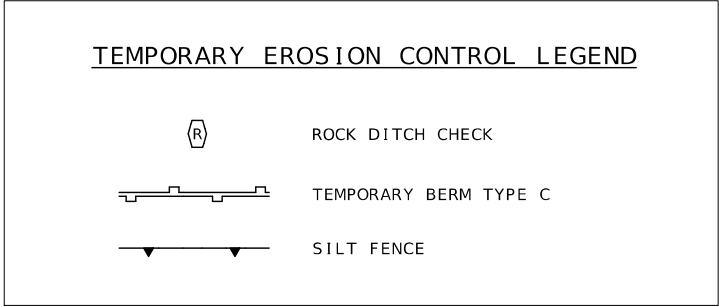 TEMPORARY EROSION CONTROL LEGEND
R ROCK DITCH CHECK
TEMPORARY BERM TYPE C
SILT FENCE